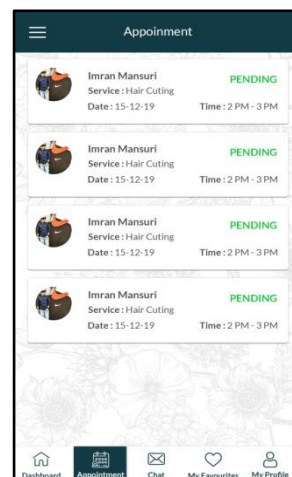 Appoinment
Imran Mansuri PENDING
Service : Hair Cuting
Date : 15-12-19 Time : 2 PM - 3 PM
Imran Mansuri PENDING
Service : Hair Cuting
Date : 15-12-19 Time : 2 PM - 3 PM
Imran Mansuri PENDING
Service : Hair Cuting
Date : 15-12-19 Time : 2 PM - 3 PM
Imran Mansuri PENDING
Service : Hair Cuting
Date : 15-12-19 Time : 2 PM - 3 PM
Dashboard Appointment Chat My Favourites My Profile